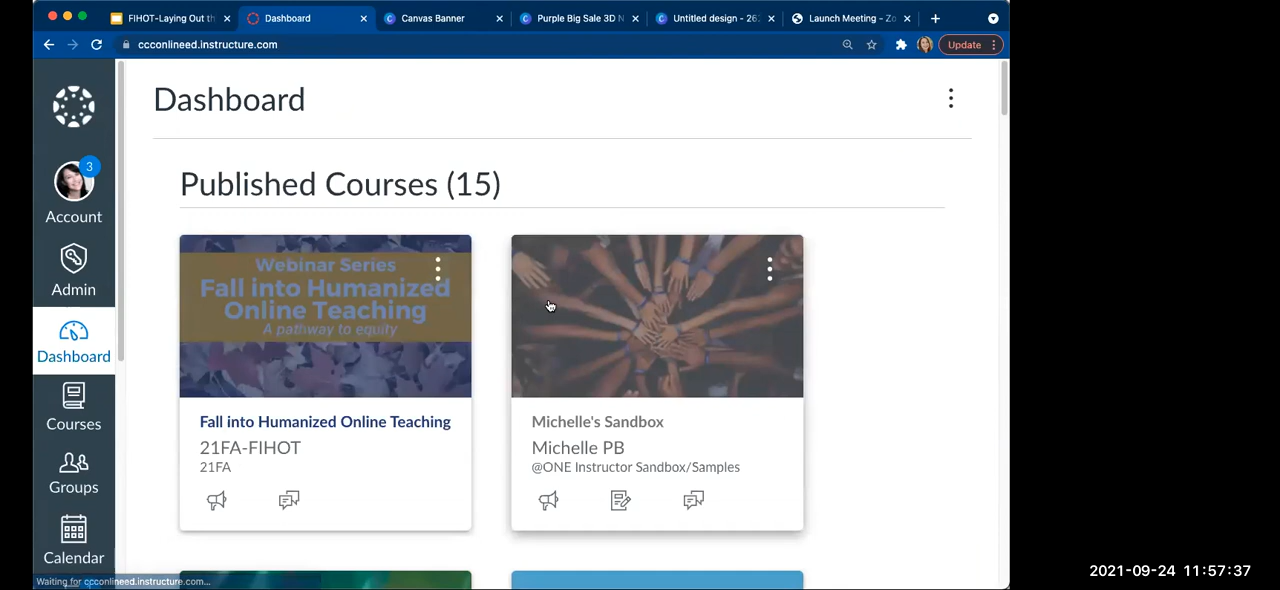 FIHOT-Laying Out th
Dashboard
Canvas Banner
Purple Big Sale 3D N
Untitled design - 262
Launch Meeting - Zo
ccconlineed.instructure.com
Update
Dashboard
3
Account
Admin
Dashboard
Courses
Groups
Calendar
Published Courses (15)
Webinar Series
Fall into Humanized
Online Teaching
A pathway to equity
Fall into Humanized Online Teaching
21FA-FIHOT
21FA
Michelle's Sandbox
Michelle PB
@ONE Instructor Sandbox/Samples
Waiting for ccconlineed.instructure.com...
2021-09-24 11:57:37